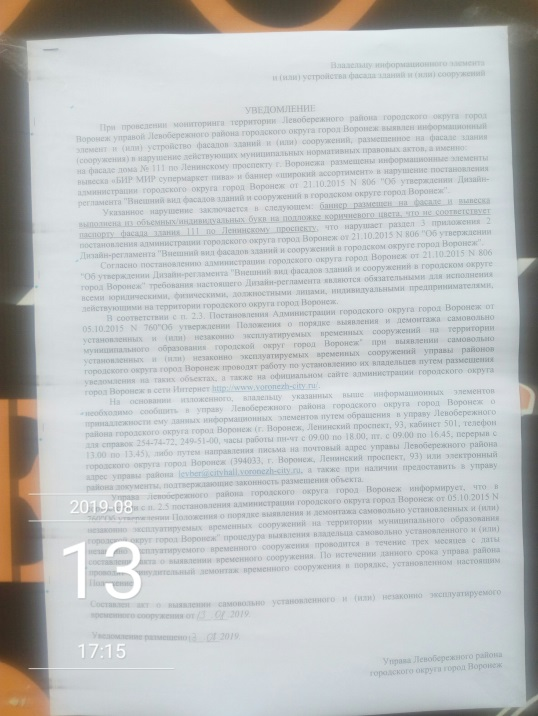 Владельцу информационного элемента
и (или) устройства фасада зданий и (или) сооружений
УВЕДОМЛЕНИЕ
При проведении мониторинга территории Левобережного района городского округа город
Воронеж управой Левобережного района городского округа город Воронеж выявлен информационный
элемент и (или) устройство фасадов зданий и (или) сооружений, размещенное на фасаде здания
(сооружения) в нарушение действующих муниципальных нормативных правовых актов, а именно:
на фасаде дома № 111 по Ленинскому проспекту г. Воронежа размещены информационные элементы
вывеска «БИР МИР супермаркет пива» и баннер «широкий ассортимент» в нарушение постановления
администрации городского округа город Воронеж от 21.10.2015 N 806 "Об утверждении Дизайн-
регламента "Внешний вид фасадов зданий и сооружений в городском округе город Воронеж".
Указанное нарушение заключается в следующем: баннер размещен на фасаде и вывеска
выполнена из объемных/индивидуальных букв на подложке коричневого цвета, что не соответствует
паспорту фасада здания 111 по Ленинскому проспекту, что нарушает раздел 3 приложения 2
постановления администрации городского округа город Воронеж от 21.10.2015 N 806 "Об утверждении
Дизайн-регламента "Внешний вид фасадов зданий и сооружений в городском округе город Воронеж".
Согласно постановлению администрации городского округа город Воронеж от 21.10.2015 N 806
"Об утверждении Дизайн-регламента "Внешний вид фасадов зданий и сооружений в городском округе
город Воронеж" требования настоящего Дизайн-регламента являются обязательными для исполнения
всеми юридическими, физическими, должностными лицами, индивидуальными предпринимателями,
действующими на территории городского округа город Воронеж.
В соответствии с п. 2.3. Постановления Администрации городского округа город Воронеж от
05.10.2015 N 760"Об утверждении Положения о порядке выявления и демонтажа самовольно
установленных и (или) незаконно эксплуатируемых временных сооружений на территории
муниципального образования городской округ город Воронеж" при выявлении самовольно
установленных и (или) незаконно эксплуатируемых временных сооружений управы районов
городского округа город Воронеж проводят работу по установлению их владельцев путем размещения
уведомления на таких объектах, а также на официальном сайте администрации городского округа
город Воронеж в сети Интернет http://www.voronezh-city.ru/.
На основании изложенного, владельцу указанных выше информационных элементов
необходимо сообщить в управу Левобережного района городского округа город Воронеж о
принадлежности ему данных информационных элементов путем обращения в управу Левобережного
района городского округа город Воронеж (г. Воронеж, Ленинский проспект, 93, кабинет 501, телефон
для справок 254-74-72, 249-51-00, часы работы пн-чт с 09.00 по 18.00, пт. с 09.00 по 16.45, перерыв с
13.00 по 13.45), либо путем направления письма на почтовый адрес управы Левобережного района
городского округа город Воронеж (394033, г. Воронеж, Ленинский проспект, 93) или электронный
адрес управы района levber@cityhall.voronezh-city.ru, а также при наличии предоставить в управу
района документы, подтверждающие законность размещения объекта.
Управа Левобережного района городского округа город Воронеж информирует, что в
с п. 2.5 постановления администрации городского округа город Воронеж от 05.10.2015 N
760"Об утверждении Положения о порядке выявления и демонтажа самовольно установленных и (или)
незаконно эксплуатируемых временных сооружений на территории муниципального образования
городской округ город Воронеж" процедура выявления владельца самовольно установленного и (или)
незаконно эксплуатируемого временного сооружения проводится в течение трех месяцев с даты
составления акта о выявлении временного сооружения. По истечении данного срока управа района
проводит принудительный демонтаж временного сооружения в порядке, установленном настоящим
Положением.
Составлен акт о выявлении самовольно установленного и (или) незаконно эксплуатируемого
временного сооружения от 13 08 2019.
Уведомление размещено 13 08 2019.
Управа Левобережного района
городского округа город Воронеж
2019-08
13
17:15